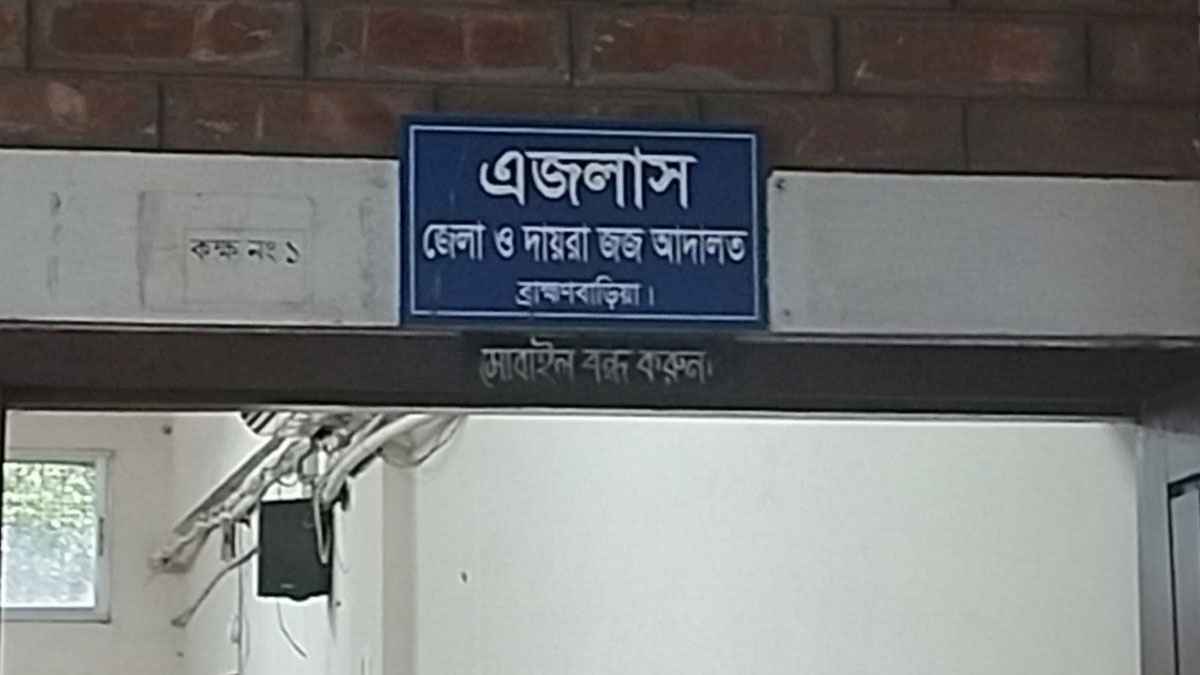 এজলাস
জেলা ও দায়রা জজ আদালত
ব্রাহ্মণবাড়িয়া।
কক্ষ নং ১
মোবাইল বন্ধ করুন।